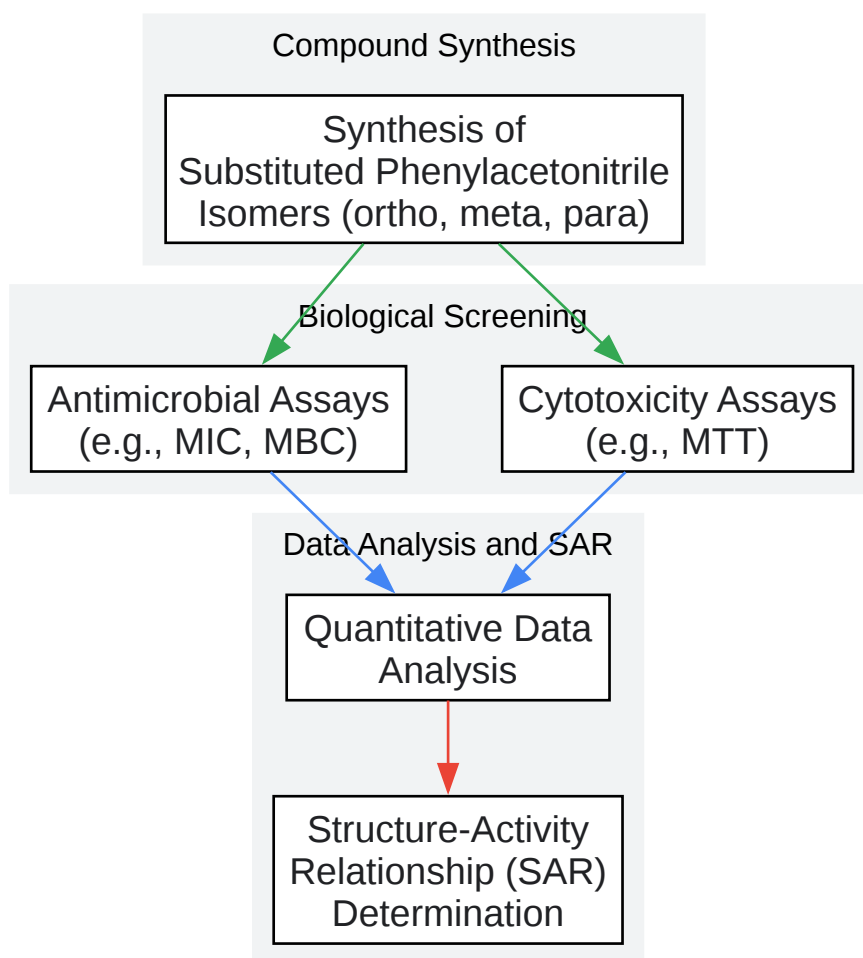 Compound Synthesis
Synthesis of
Substituted Phenylacetonitrile
Isomers (ortho, meta, para)
Biological Screening
Antimicrobial Assays
(e.g., MIC, MBC)
Cytotoxicity Assays
(e.g., MTT)
Data Analysis and SAR
Quantitative Data
Analysis
Structure-Activity
Relationship (SAR)
Determination